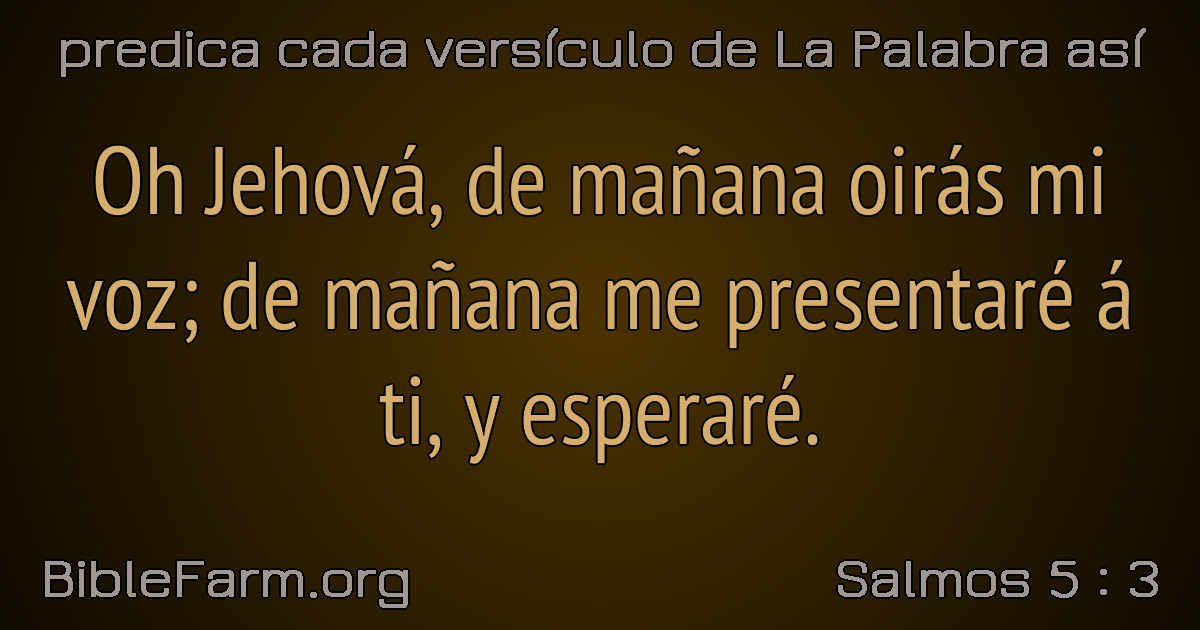 predica cada versículo de La Palabra así
Oh Jehová, de mañana oirás mi
voz; de mañana me presentaré á
ti, y esperaré.
BibleFarm.org
Salmos 5 : 3